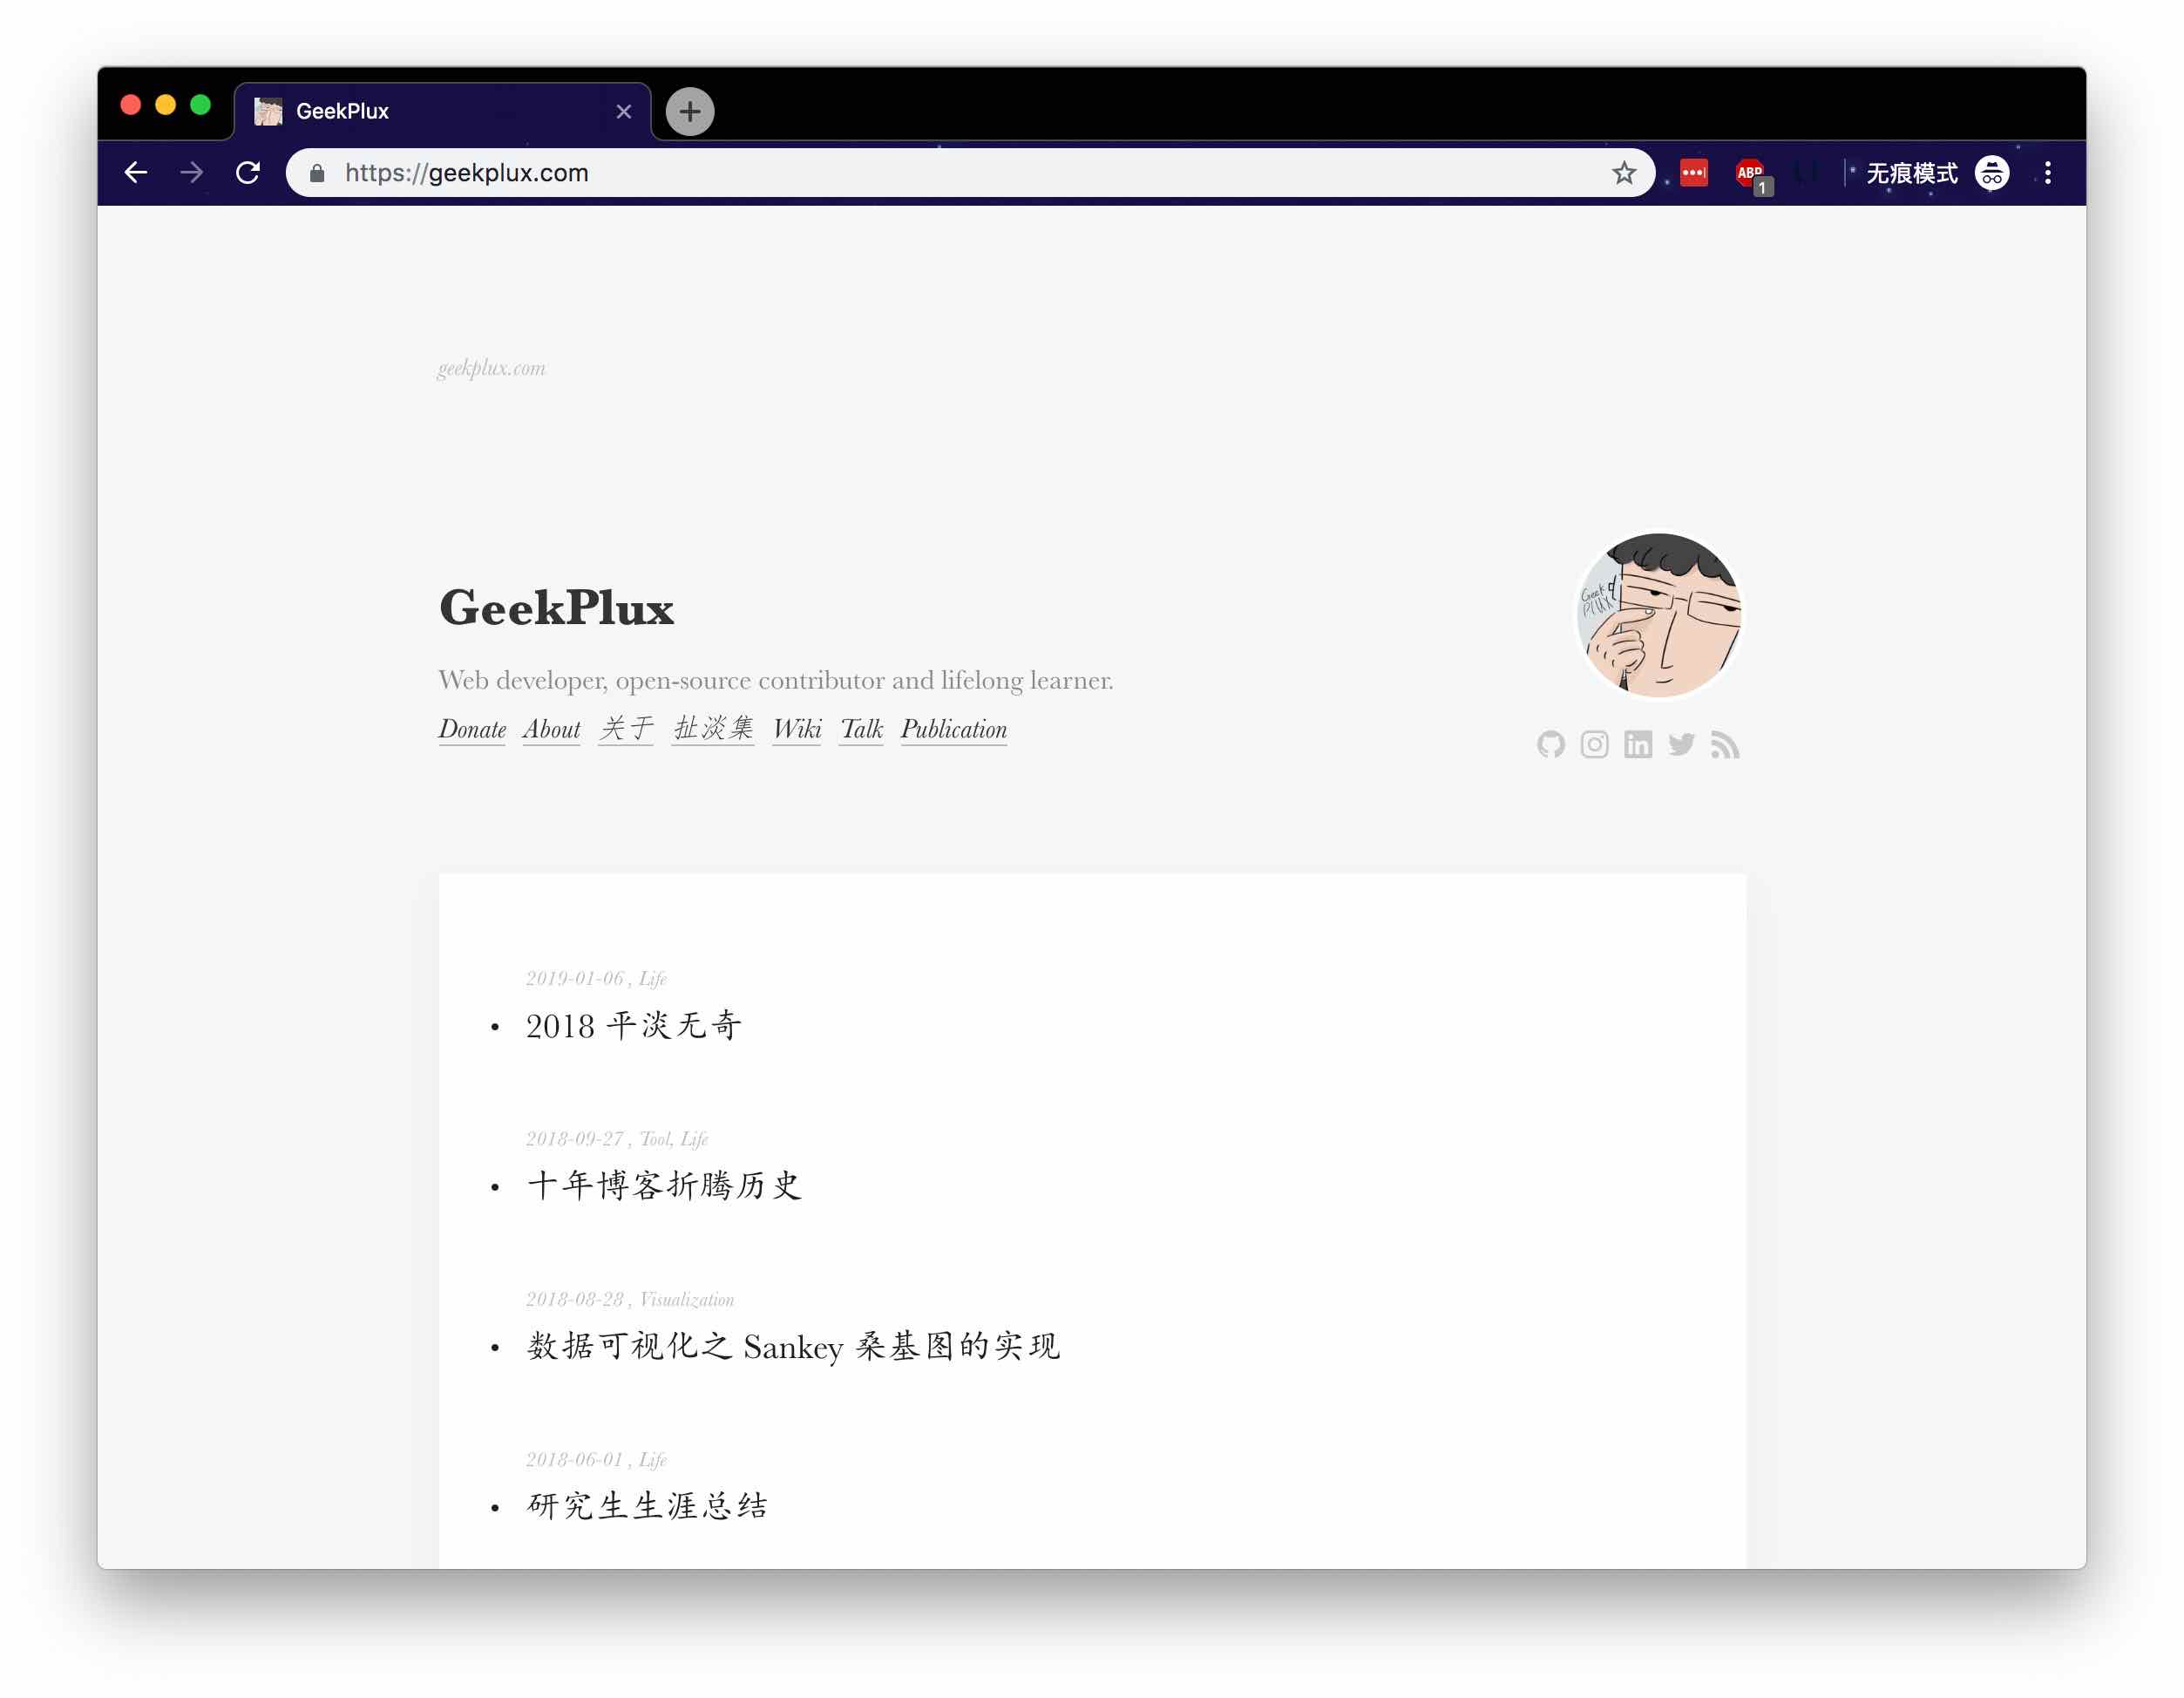 GeekPlux
https://geekplux.com
ABP
1
无痕模式
geekplux.com
Geek
PLUX
GeekPlux
Web developer, open-source contributor and lifelong learner.
Donate About 关于 扯淡集 Wiki Talk Publication
in
2019-01-06 , Life
• 2018 平淡无奇
2018-09-27 , Tool, Life
• 十年博客折腾历史
2018-08-28 , Visualization
• 数据可视化之 Sankey 桑基图的实现
2018-06-01 , Life
• 研究生生涯总结